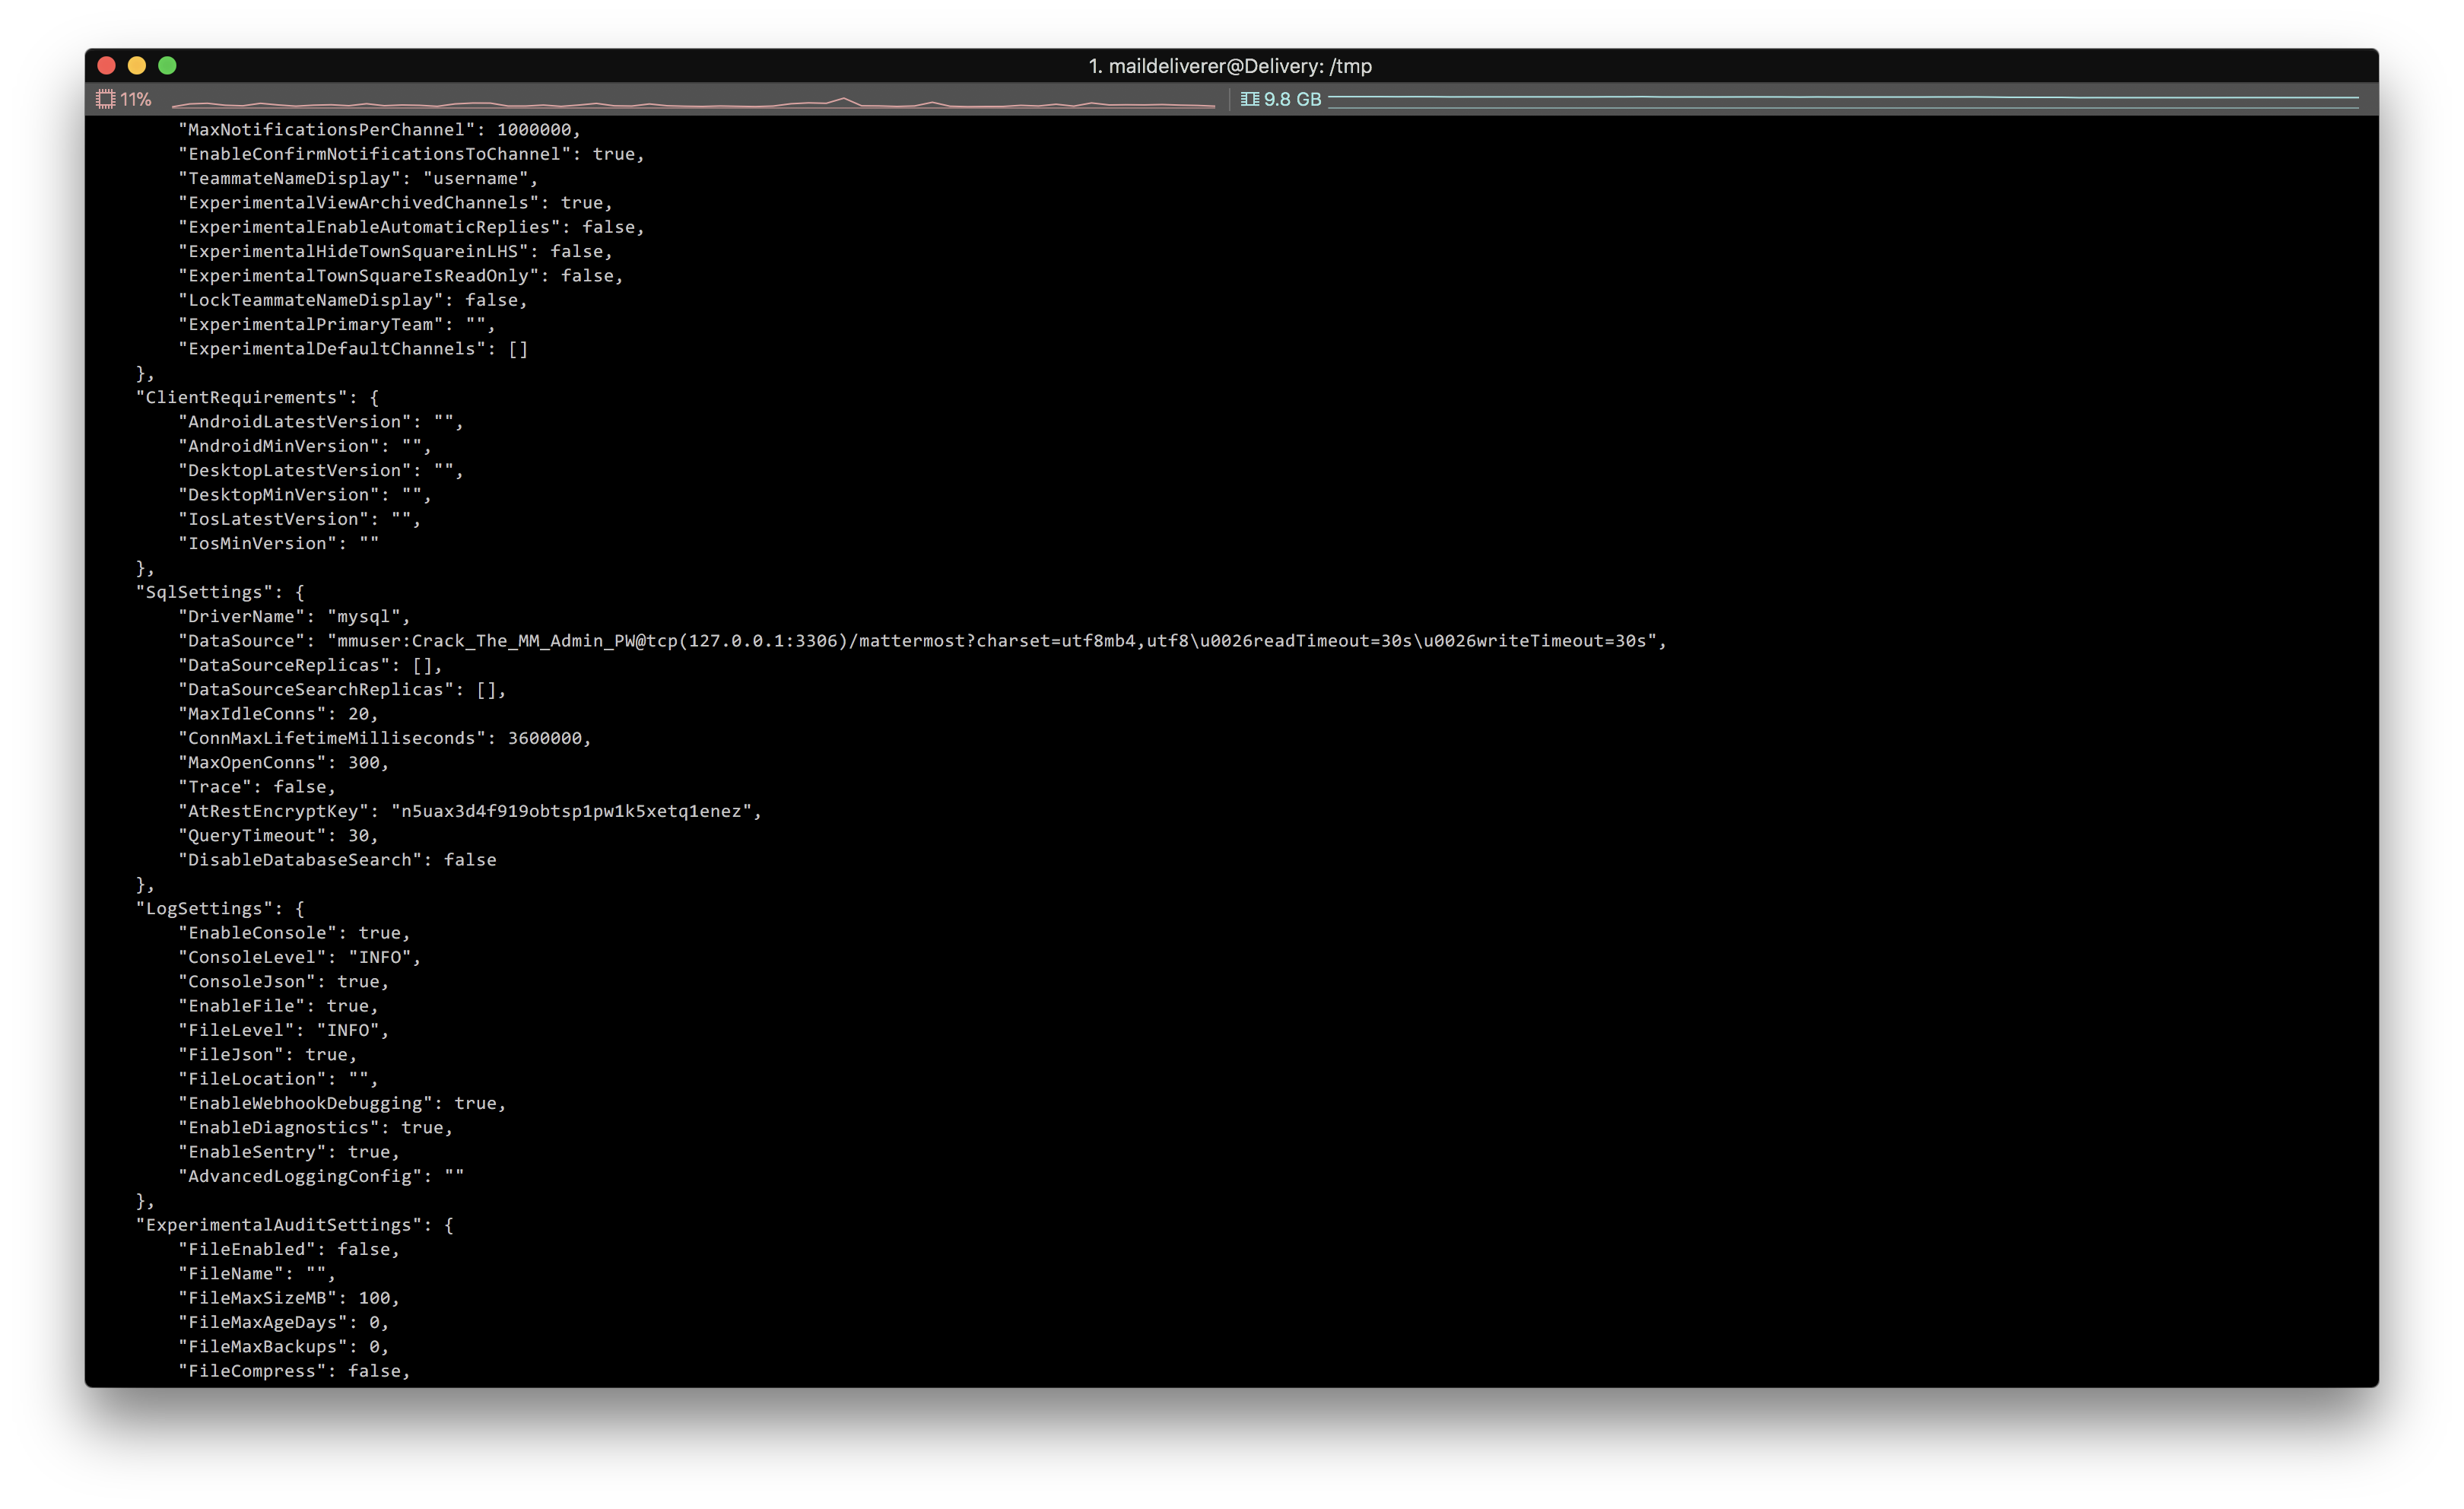 1. maildeliverer@Delivery: /tmp
11% 9.8 GB
"MaxNotificationsPerChannel": 1000000,
"EnableConfirmNotificationsToChannel": true,
"TeammateNameDisplay": "username",
"ExperimentalViewArchivedChannels": true,
"ExperimentalEnableAutomaticReplies": false,
"ExperimentalHideTownSquareinLHS": false,
"ExperimentalTownSquareIsReadOnly": false,
"LockTeammateNameDisplay": false,
"ExperimentalPrimaryTeam": "",
"ExperimentalDefaultChannels": []
},
"ClientRequirements": {
"AndroidLatestVersion": "",
"AndroidMinVersion": "",
"DesktopLatestVersion": "",
"DesktopMinVersion": "",
"IosLatestVersion": "",
"IosMinVersion": ""
},
"SqlSettings": {
"DriverName": "mysql",
"DataSource": "mmuser:Crack_The_MM_Admin_PW@tcp(127.0.0.1:3306)/mattermost?charset=utf8mb4,utf8\u0026readTimeout=30s\u0026writeTimeout=30s",
"DataSourceReplicas": [],
"DataSourceSearchReplicas": [],
"MaxIdleConns": 20,
"ConnMaxLifetimeMilliseconds": 3600000,
"MaxOpenConns": 300,
"Trace": false,
"AtRestEncryptKey": "n5uax3d4f919obtsp1pw1k5xetq1enez",
"QueryTimeout": 30,
"DisableDatabaseSearch": false
},
"LogSettings": {
"EnableConsole": true,
"ConsoleLevel": "INFO",
"ConsoleJson": true,
"EnableFile": true,
"FileLevel": "INFO",
"FileJson": true,
"FileLocation": "",
"EnableWebhookDebugging": true,
"EnableDiagnostics": true,
"EnableSentry": true,
"AdvancedLoggingConfig": ""
},
"ExperimentalAuditSettings": {
"FileEnabled": false,
"FileName": "",
"FileMaxSizeMB": 100,
"FileMaxAgeDays": 0,
"FileMaxBackups": 0,
"FileCompress": false,